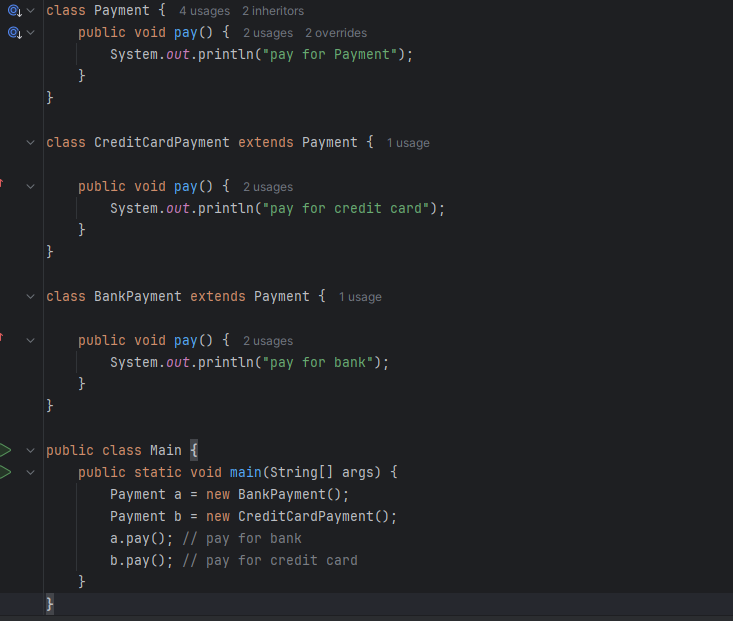 class Payment {  4 usages  2 inheritors
    public void pay() {  2 usages  2 overrides
        System.out.println("pay for Payment");
    }
}
class CreditCardPayment extends Payment {  1 usage
    public void pay() {  2 usages
        System.out.println("pay for credit card");
    }
}
class BankPayment extends Payment {  1 usage
    public void pay() {  2 usages
        System.out.println("pay for bank");
    }
}
public class Main {
    public static void main(String[] args) {
        Payment a = new BankPayment();
        Payment b = new CreditCardPayment();
        a.pay(); // pay for bank
        b.pay(); // pay for credit card
    }
}